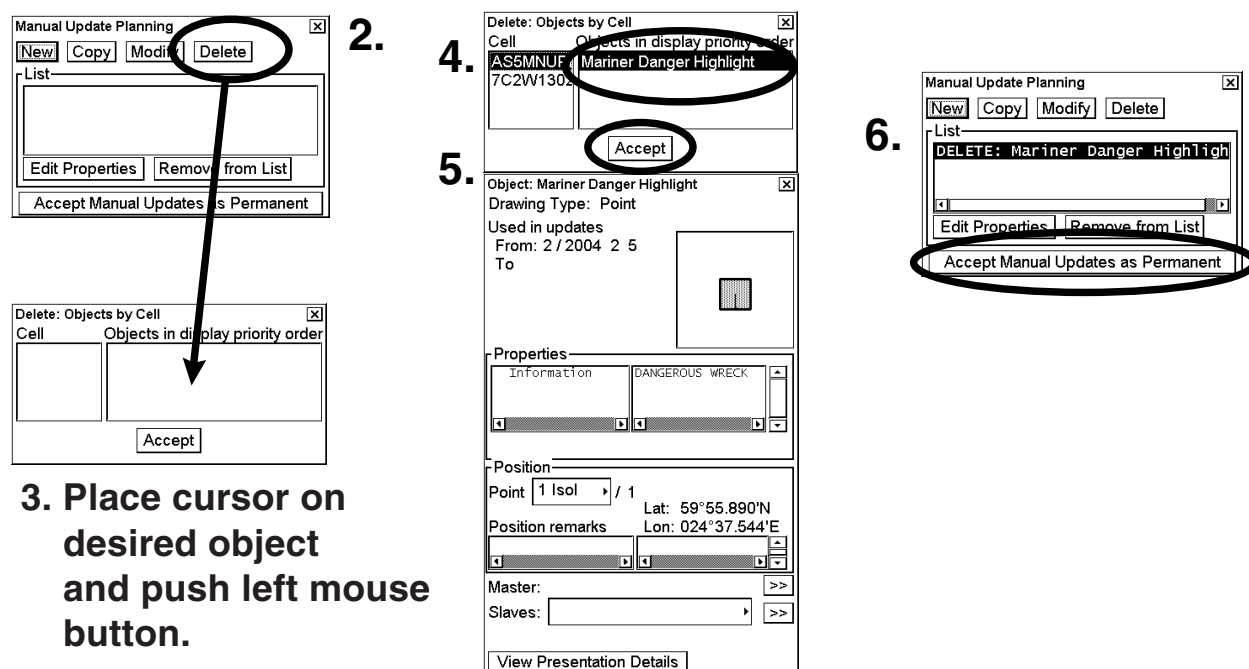 Manual Update Planning
2.
New Copy Modify Delete
List
Edit Properties Remove from List
Accept Manual Updates as Permanent
Delete: Objects by Cell
Cell Objects in display priority order
Accept
3. Place cursor on
desired object
and push left mouse
button.
4.
Delete: Objects by Cell
Cell Objects in display priority order
AS5MNUF Mariner Danger Highlight
7C2W1302
Accept
5.
Object: Mariner Danger Highlight
Drawing Type: Point
Used in updates
From: 2 / 2004 2 5
To
Properties
Information DANGEROUS WRECK
Position
Point 1 Isol / 1
Lat: 59°55.890'N
Position remarks Lon: 024°37.544'E
Master: >>
Slaves: >>
View Presentation Details
6.
Manual Update Planning
New Copy Modify Delete
List
DELETE: Mariner Danger Highligh
Edit Properties Remove from List
Accept Manual Updates as Permanent